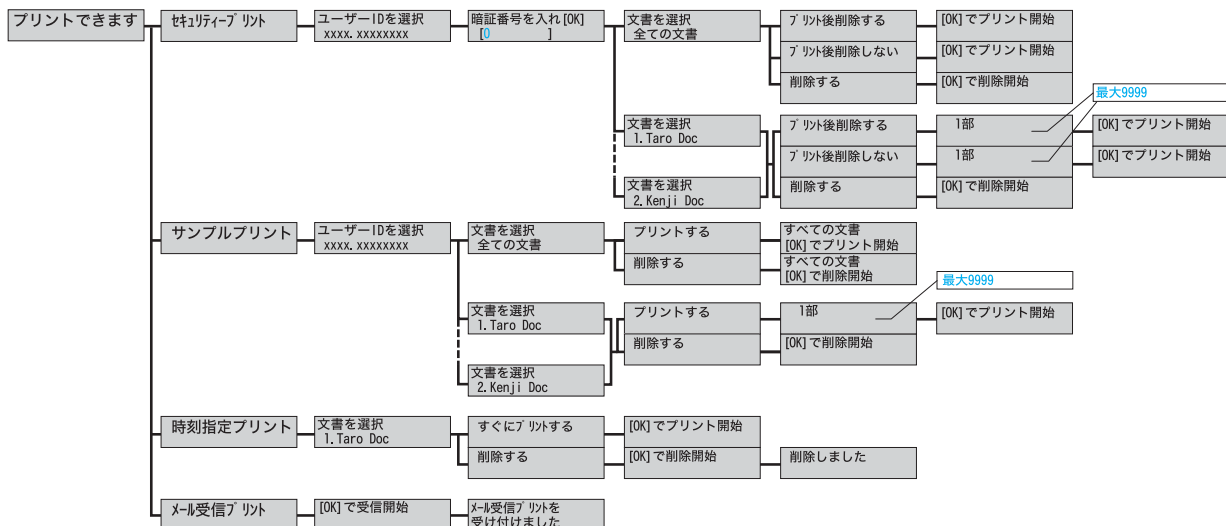 プリントできます
セキュリティープリント
ユーザーIDを選択
xxxx.xxxxxxxx
暗証番号を入れ[OK]
[0 ]
文書を選択
全ての文書
プリント後削除する
[OK]でプリント開始
プリント後削除しない
[OK]でプリント開始
削除する
[OK]で削除開始
最大9999
文書を選択
1.Taro Doc
プリント後削除する
1部
[OK]でプリント開始
プリント後削除しない
1部
[OK]でプリント開始
文書を選択
2.Kenji Doc
削除する
[OK]で削除開始
サンプルプリント
ユーザーIDを選択
xxxx.xxxxxxxx
文書を選択
全ての文書
プリントする
すべての文書
[OK]でプリント開始
削除する
すべての文書
[OK]で削除開始
最大9999
文書を選択
1.Taro Doc
プリントする
1部
[OK]でプリント開始
削除する
[OK]で削除開始
文書を選択
2.Kenji Doc
時刻指定プリント
文書を選択
1.Taro Doc
すぐにプリントする
[OK]でプリント開始
削除する
[OK]で削除開始
削除しました
メール受信プリント
[OK]で受信開始
メール受信プリントを
受け付けました